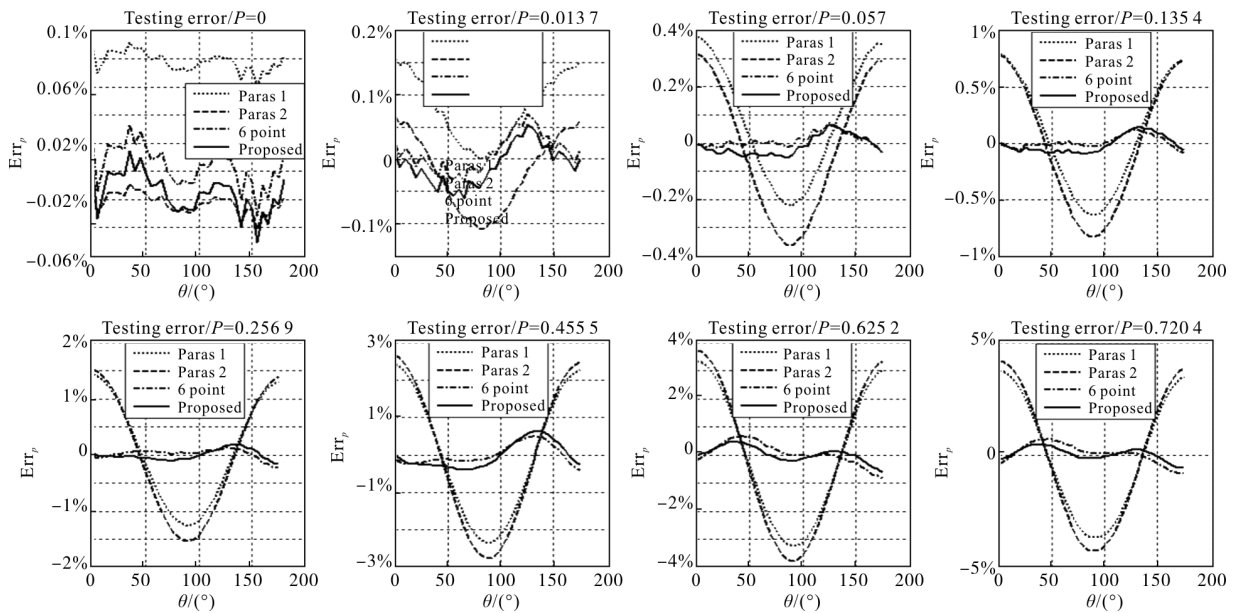 Testing error/P=0
0.1%
0.06%
0.02%
−0.02%
−0.06%
Err_p
Paras 1
Paras 2
6 point
Proposed
0 50 100 150 200
θ/(°)
Testing error/P=0.013 7
0.2%
0.1%
0
−0.1%
Err_p
Paras
Paras 2
6 point
Proposed
0 50 100 150 200
θ/(°)
Testing error/P=0.057
0.4%
0.2%
0
−0.2%
−0.4%
Err_p
Paras 1
Paras 2
6 point
Proposed
0 50 100 150 200
θ/(°)
Testing error/P=0.135 4
1%
0.5%
0
−0.5%
−1%
Err_p
Paras 1
Paras 2
6 point
Proposed
0 50 100 150 200
θ/(°)
Testing error/P=0.256 9
2%
1%
0
−1%
−2%
Err_p
Paras 1
Paras 2
6 point
Proposed
0 50 100 150 200
θ/(°)
Testing error/P=0.455 5
3%
1%
−1%
−3%
Err_p
Paras 1
Paras 2
6 point
Proposed
0 50 100 150 200
θ/(°)
Testing error/P=0.625 2
4%
2%
0
−2%
−4%
Err_p
Paras 1
Paras 2
6 point
Proposed
0 50 100 150 200
θ/(°)
Testing error/P=0.720 4
5%
0
−5%
Err_p
Paras 1
Paras 2
6 point
Proposed
0 50 100 150 200
θ/(°)